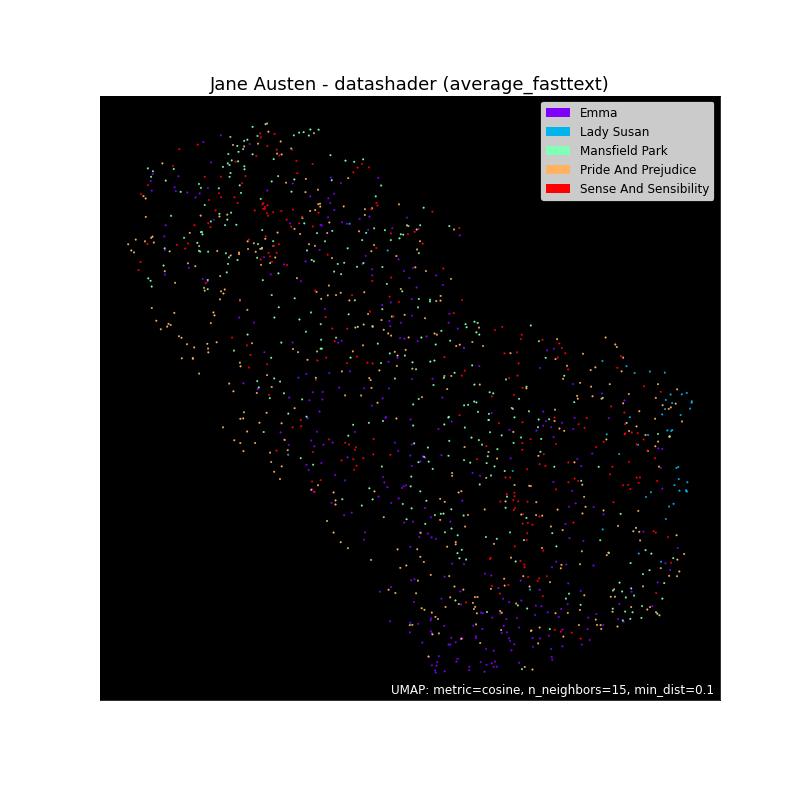 Jane Austen - datashader (average_fasttext)
Emma
Lady Susan
Mansfield Park
Pride And Prejudice
Sense And Sensibility
UMAP: metric=cosine, n_neighbors=15, min_dist=0.1